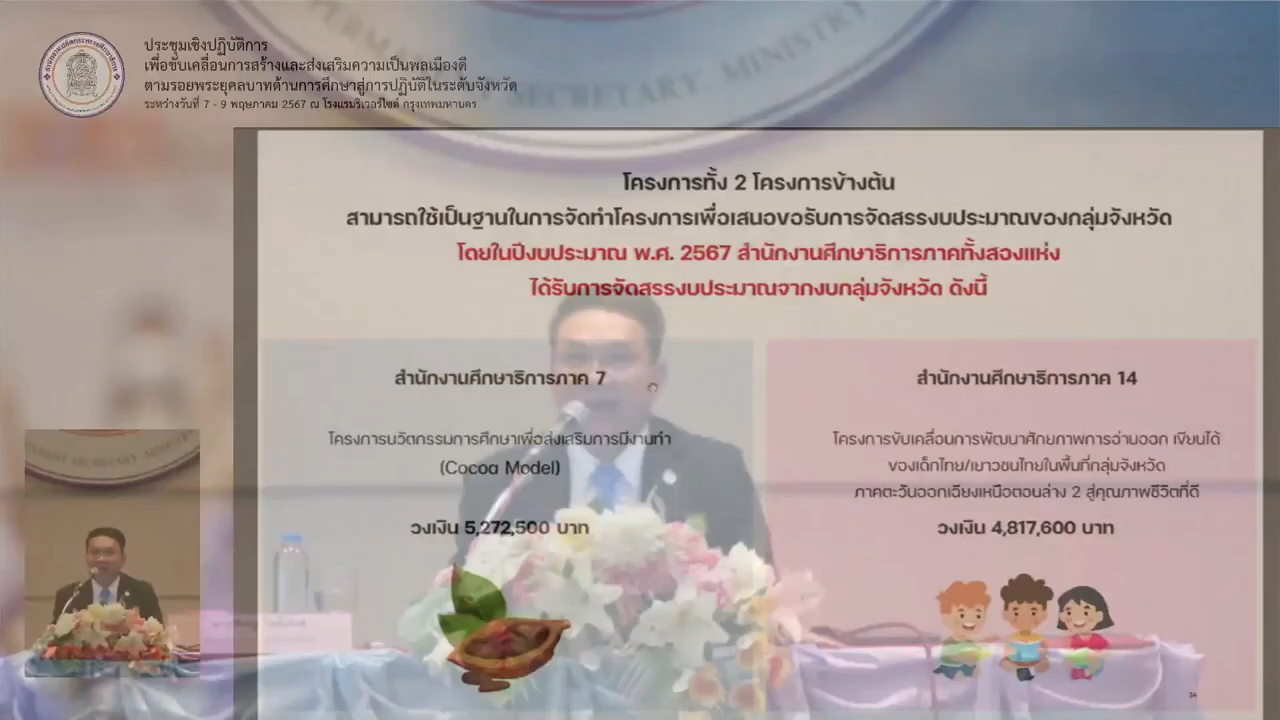 ประชุมเชิงปฏิบัติการ
เพื่อขับเคลื่อนการสร้างและส่งเสริมความเป็นพลเมืองดี
ตามรอยพระยุคลบาทด้านการศึกษาสู่การปฏิบัติในระดับจังหวัด
ระหว่างวันที่ 7 - 9 พฤษภาคม 2567 ณ โรงแรมริเวอร์ไซด์ กรุงเทพมหานคร
SECRETARY, MINISTRY
โครงการทั้ง 2 โครงการข้างต้น
สามารถใช้เป็นฐานในการจัดทำโครงการเพื่อเสนอขอรับการจัดสรรงบประมาณของกลุ่มจังหวัด
โดยในปีงบประมาณ พ.ศ. 2567 สำนักงานศึกษาธิการภาคทั้งสองแห่ง
ได้รับการจัดสรรงบประมาณจากงบกลุ่มจังหวัด ดังนี้
สำนักงานศึกษาธิการภาค 7
โครงการนวัตกรรมการศึกษาเพื่อส่งเสริมการมีงานทำ
(Cocoa Model)
วงเงิน 5,272,500 บาท
สำนักงานศึกษาธิการภาค 14
โครงการขับเคลื่อนการพัฒนาศักยภาพการอ่านออก เขียนได้
ของเด็กไทย/เยาวชนไทยในพื้นที่กลุ่มจังหวัด
ภาคตะวันออกเฉียงเหนือตอนล่าง 2 สู่คุณภาพชีวิตที่ดี
วงเงิน 4,817,600 บาท